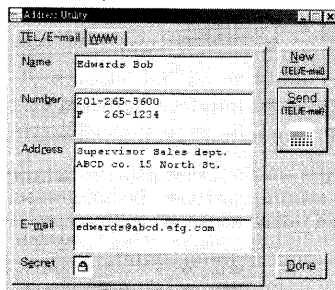 Address Utility
TEL/E-mail WWW
Name Edwards Bob
New
(TEL/E-mail)
Number 201-265-5600
F 265-1234
Send
(TEL/E-mail)
Address Supervisor Sales dept.
ABCD co. 15 North St.
E-mail edwards@abcd.efg.com
Secret
Done